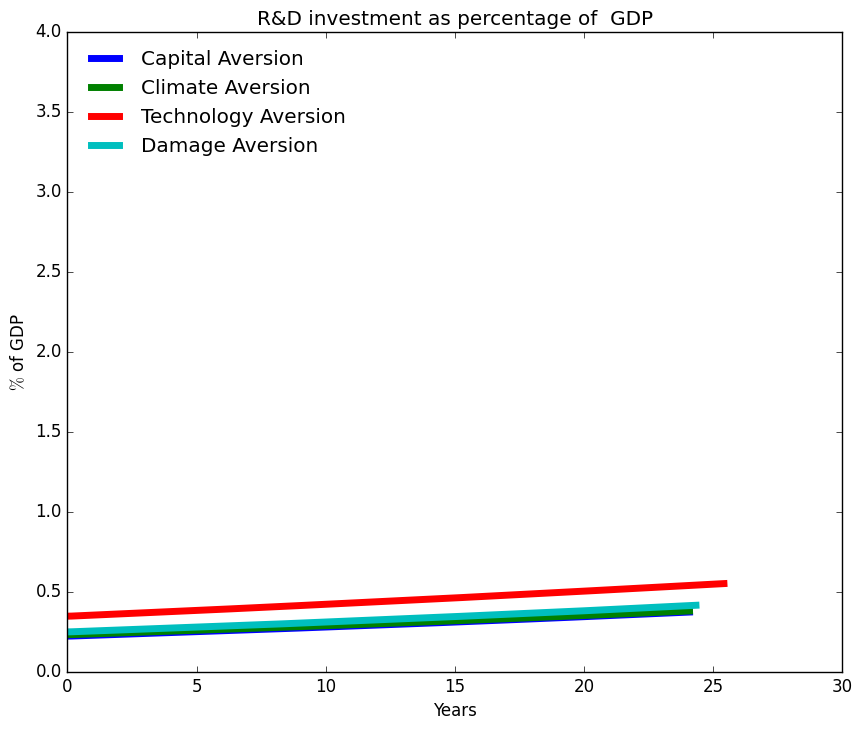 R&D investment as percentage of  GDP
4.0
3.5
3.0
2.5
2.0
1.5
1.0
0.5
0.0
% of GDP
Capital Aversion
Climate Aversion
Technology Aversion
Damage Aversion
0
5
10
15
20
25
30
Years